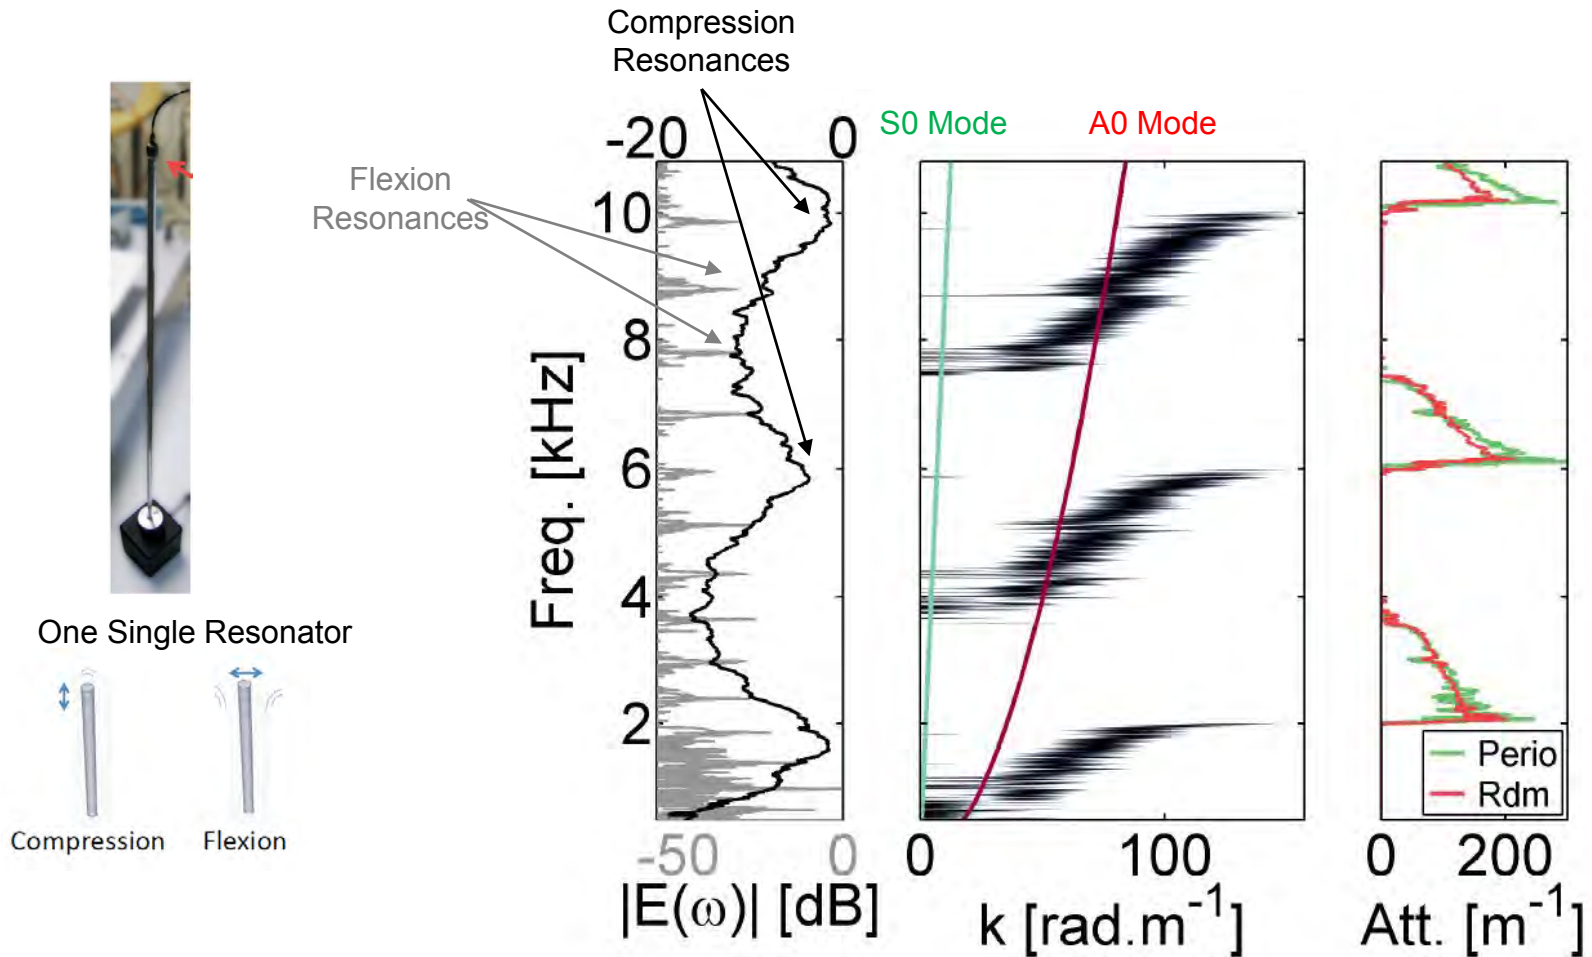 Compression
Resonances
S0 Mode
A0 Mode
-20
0
Flexion
Resonances
10
8
6
4
2
Freq. [kHz]
One Single Resonator
Compression
Flexion
Perio
Rdm
-50
0
0
100
0
200
|E(ω)| [dB]
k [rad.m⁻¹]
Att. [m⁻¹]